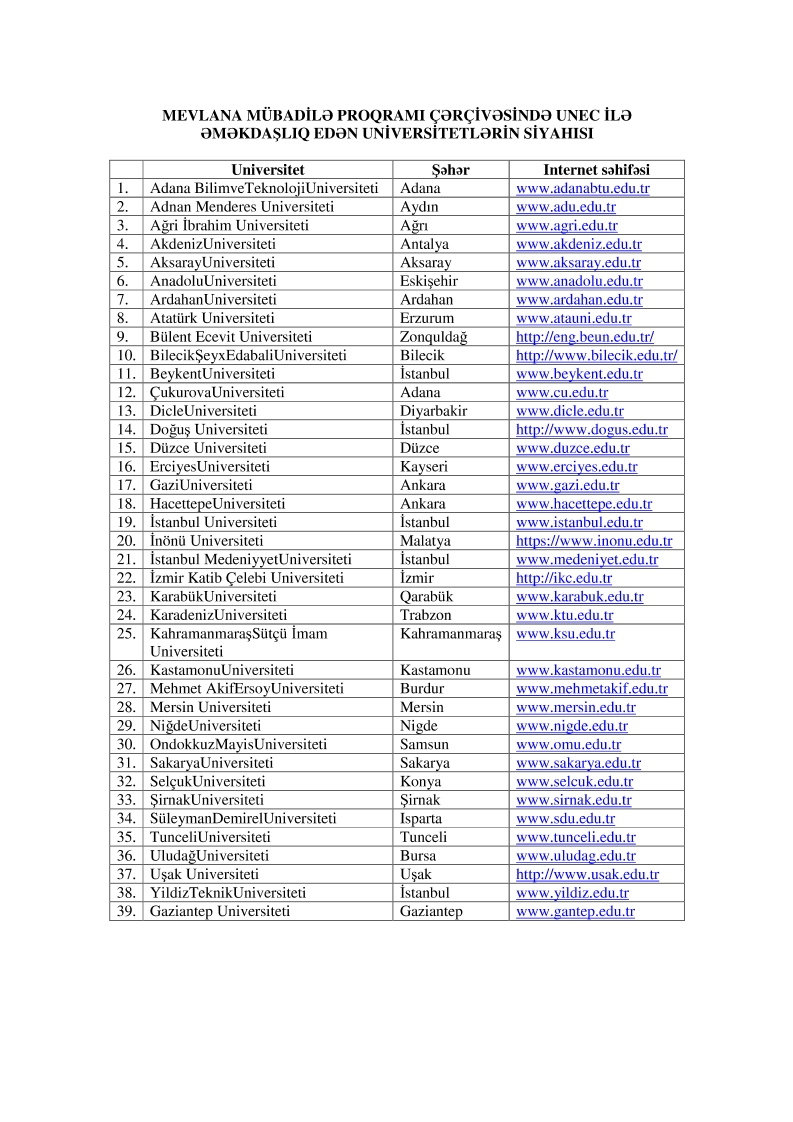 MEVLANA MÜBADİLƏ PROQRAMI ÇƏRÇİVƏSİNDƏ UNEC İLƏ
ƏMƏKDAŞLIQ EDƏN UNİVERSİTETLƏRİN SİYAHISI
Universitet Şəhər Internet səhifəsi
1. Adana BilimveTeknolojiUniversiteti Adana www.adanabtu.edu.tr
2. Adnan Menderes Universiteti Aydın www.adu.edu.tr
3. Ağri İbrahim Universiteti Ağrı www.agri.edu.tr
4. AkdenizUniversiteti Antalya www.akdeniz.edu.tr
5. AksarayUniversiteti Aksaray www.aksaray.edu.tr
6. AnadoluUniversiteti Eskişehir www.anadolu.edu.tr
7. ArdahanUniversiteti Ardahan www.ardahan.edu.tr
8. Atatürk Universiteti Erzurum www.atauni.edu.tr
9. Bülent Ecevit Universiteti Zonquldağ http://eng.beun.edu.tr/
10. BilecikŞeyxEdabaliUniversiteti Bilecik http://www.bilecik.edu.tr/
11. BeykentUniversiteti İstanbul www.beykent.edu.tr
12. ÇukurovaUniversiteti Adana www.cu.edu.tr
13. DicleUniversiteti Diyarbakir www.dicle.edu.tr
14. Doğuş Universiteti İstanbul http://www.dogus.edu.tr
15. Düzce Universiteti Düzce www.duzce.edu.tr
16. ErciyesUniversiteti Kayseri www.erciyes.edu.tr
17. GaziUniversiteti Ankara www.gazi.edu.tr
18. HacettepeUniversiteti Ankara www.hacettepe.edu.tr
19. İstanbul Universiteti İstanbul www.istanbul.edu.tr
20. İnönü Universiteti Malatya https://www.inonu.edu.tr
21. İstanbul MedeniyyetUniversiteti İstanbul www.medeniyet.edu.tr
22. İzmir Katib Çelebi Universiteti İzmir http://ikc.edu.tr
23. KarabükUniversiteti Qarabük www.karabuk.edu.tr
24. KaradenizUniversiteti Trabzon www.ktu.edu.tr
25. KahramanmaraşSütçü İmam Kahramanmaraş www.ksu.edu.tr
Universiteti
26. KastamonuUniversiteti Kastamonu www.kastamonu.edu.tr
27. Mehmet AkifErsoyUniversiteti Burdur www.mehmetakif.edu.tr
28. Mersin Universiteti Mersin www.mersin.edu.tr
29. NiğdeUniversiteti Nigde www.nigde.edu.tr
30. OndokkuzMayisUniversiteti Samsun www.omu.edu.tr
31. SakaryaUniversiteti Sakarya www.sakarya.edu.tr
32. SelçukUniversiteti Konya www.selcuk.edu.tr
33. ŞirnakUniversiteti Şirnak www.sirnak.edu.tr
34. SüleymanDemirelUniversiteti Isparta www.sdu.edu.tr
35. TunceliUniversiteti Tunceli www.tunceli.edu.tr
36. UludağUniversiteti Bursa www.uludag.edu.tr
37. Uşak Universiteti Uşak http://www.usak.edu.tr
38. YildizTeknikUniversiteti İstanbul www.yildiz.edu.tr
39. Gaziantep Universiteti Gaziantep www.gantep.edu.tr